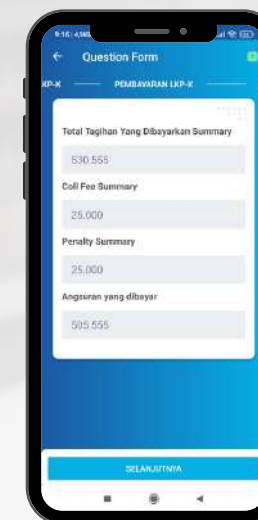 Question Form
KP-K PEMBAYARAN LKP-K
Total Tagihan Yang Dibayarkan Summary
530.555
Coll Fee Summary
25.000
Penalty Summary
25.000
Angsuran yang dibayar
505.555
SELANJUTNYA